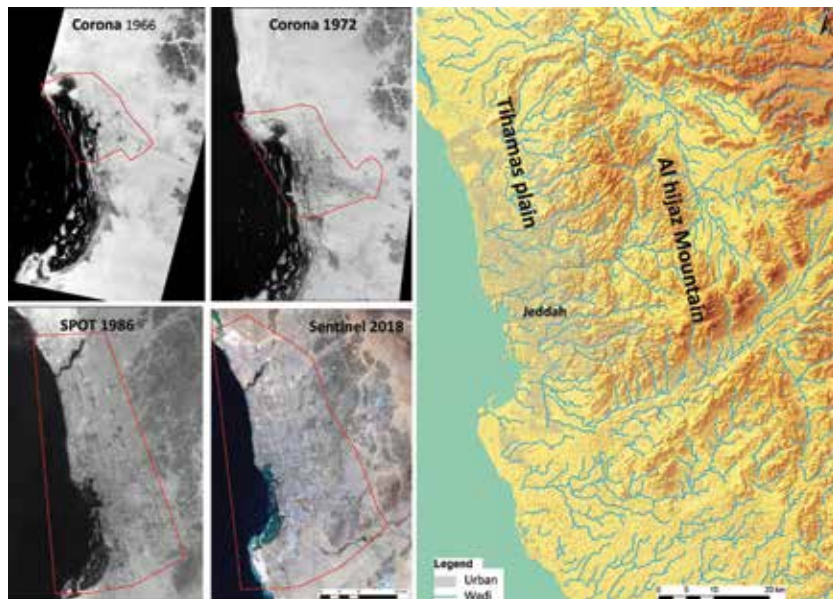 Corona 1966
Corona 1972
SPOT 1986
Sentinel 2018
Tihamas plain
Al hijaz Mountain
Jeddah
Legend
Urban
Wadi
0 5 10 20 km